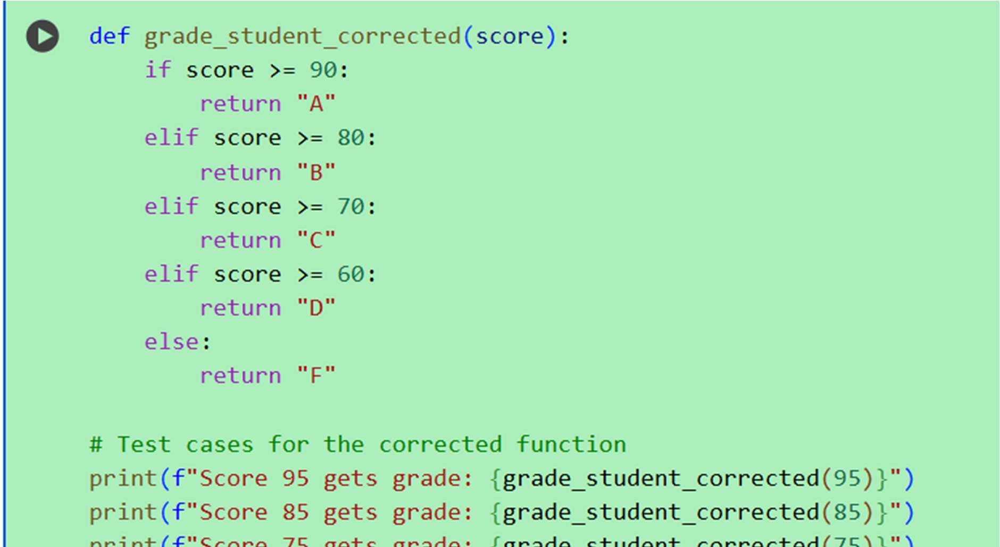 def grade_student_corrected(score):
    if score >= 90:
        return "A"
    elif score >= 80:
        return "B"
    elif score >= 70:
        return "C"
    elif score >= 60:
        return "D"
    else:
        return "F"

# Test cases for the corrected function
print(f"Score 95 gets grade: {grade_student_corrected(95)}")
print(f"Score 85 gets grade: {grade_student_corrected(85)}")
print(f"Score 75 gets grade: {grade_student_corrected(75)}")